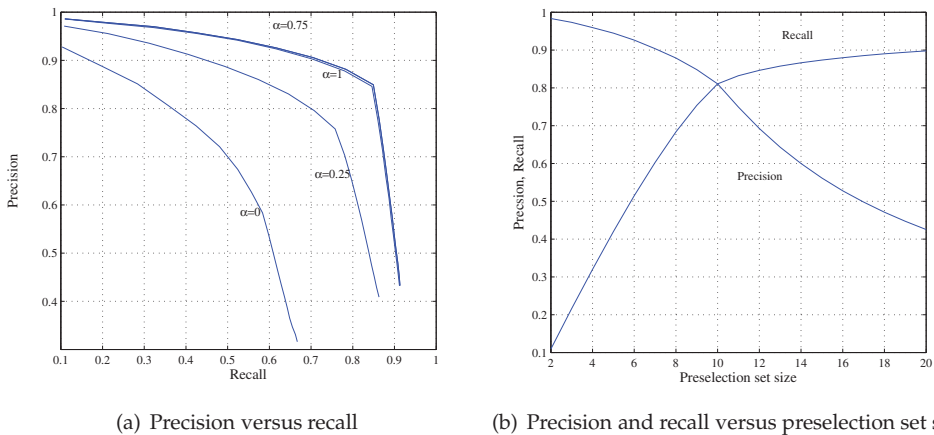 1
0.9
0.8
0.7
0.6
0.5
0.4
Precision
α=0.75
α=1
α=0.25
α=0
0.1 0.2 0.3 0.4 0.5 0.6 0.7 0.8 0.9 1
Recall
(a) Precision versus recall
1
0.9
0.8
0.7
0.6
0.5
0.4
0.3
0.2
0.1
Precsion, Recall
Recall
Precision
2 4 6 8 10 12 14 16 18 20
Preselection set size
(b) Precision and recall versus preselection set s